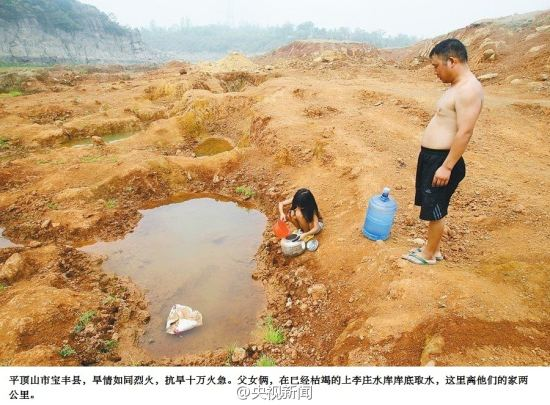 平顶山市宝丰县，旱情如同烈火，抗旱十万火急。父女俩，在已经枯竭的上李庄水库库底取水，这里离他们的家两
公里。
@央视新闻